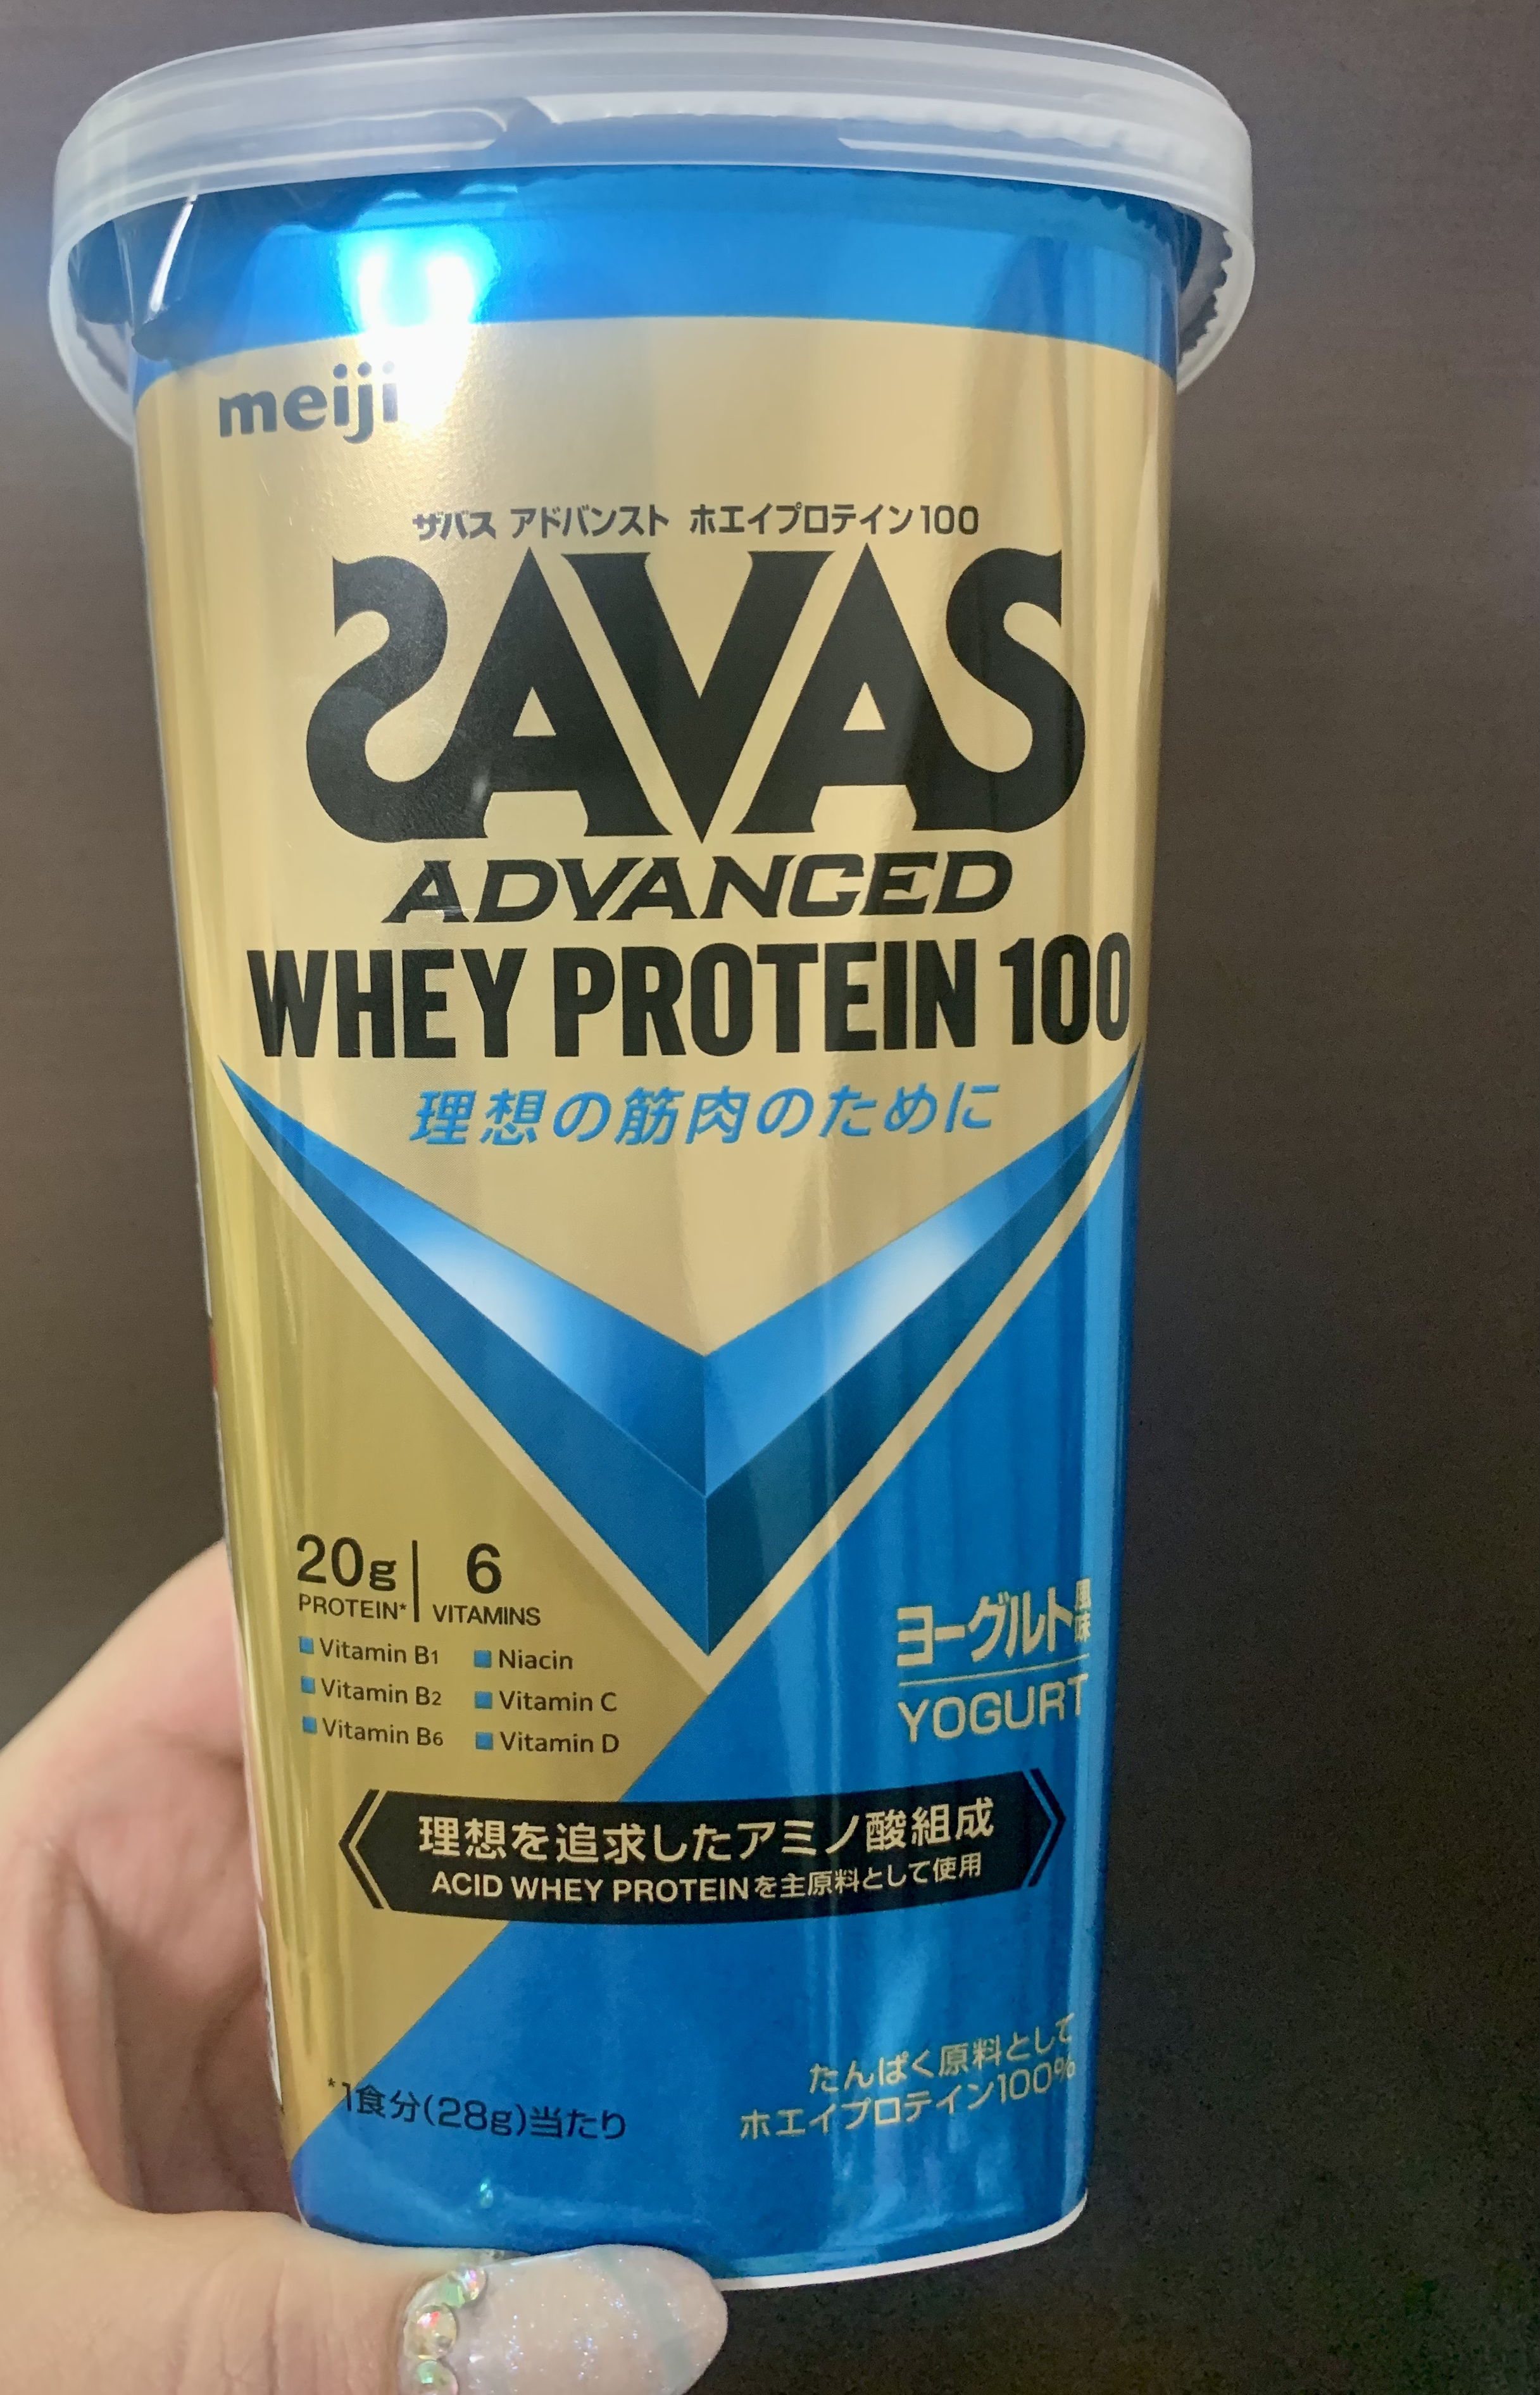 meiji
ザバス アドバンスト ホエイプロテイン100
SAVAS
ADVANCED
WHEY PROTEIN 100
理想の筋肉のために
20g PROTEIN* | 6 VITAMINS
Vitamin B1 Niacin
Vitamin B2 Vitamin C
Vitamin B6 Vitamin D
ヨーグルト風味
YOGURT
理想を追求したアミノ酸組成
ACID WHEY PROTEINを主原料として使用
*1食分(28g)当たり
たんぱく原料として
ホエイプロテイン100%